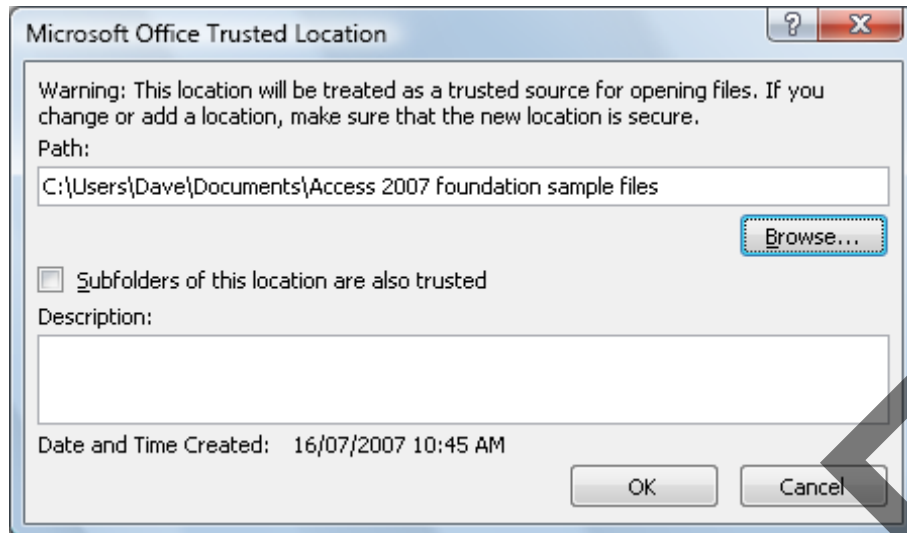 Microsoft Office Trusted Location
Warning: This location will be treated as a trusted source for opening files. If you
change or add a location, make sure that the new location is secure.
Path:
C:\Users\Dave\Documents\Access 2007 foundation sample files
Browse...
Subfolders of this location are also trusted
Description:
Date and Time Created: 16/07/2007 10:45 AM
OK Cancel